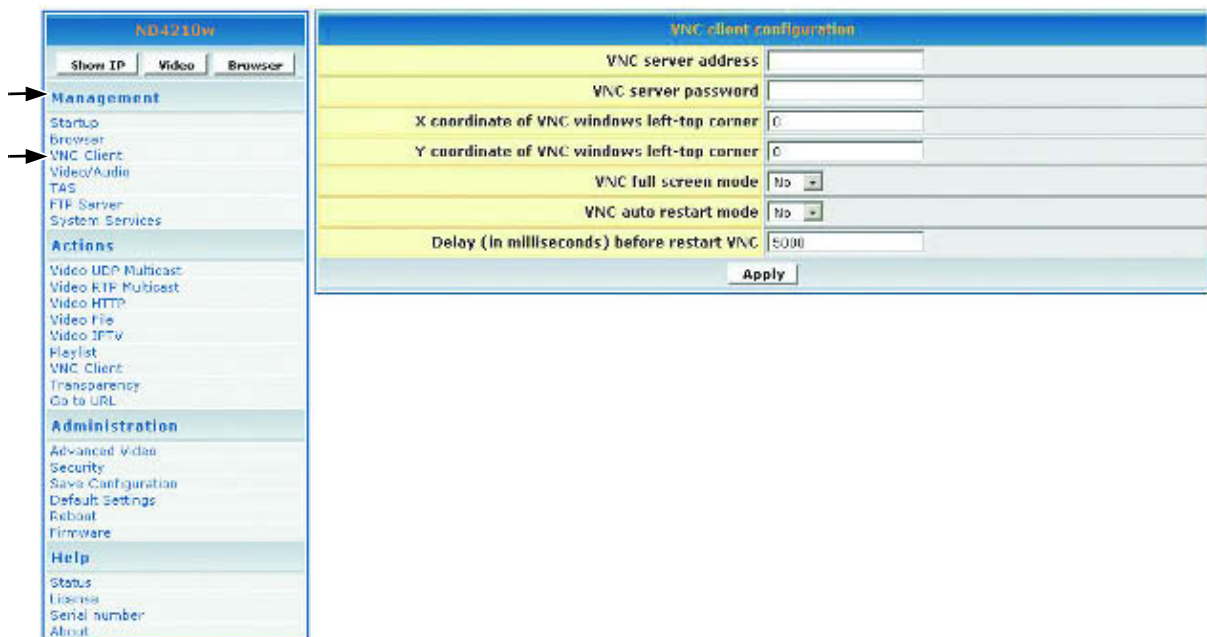 ND4210w
Show IP Video Browser
Management
Startup
Browser
VNC Client
Video/Audio
TAS
FTP Server
System Services
Actions
Video UDP Multicast
Video RTP Multicast
Video HTTP
Video File
Video IPTV
Playlist
VNC Client
Transparency
Go to URL
Administration
Advanced Video
Security
Save Configuration
Default Settings
Reboot
Firmware
Help
Status
License
Serial number
About
VNC client configuration
VNC server address
VNC server password
X coordinate of VNC windows left-top corner 0
Y coordinate of VNC windows left-top corner 0
VNC full screen mode No
VNC auto restart mode No
Delay (in milliseconds) before restart VNC 5000
Apply